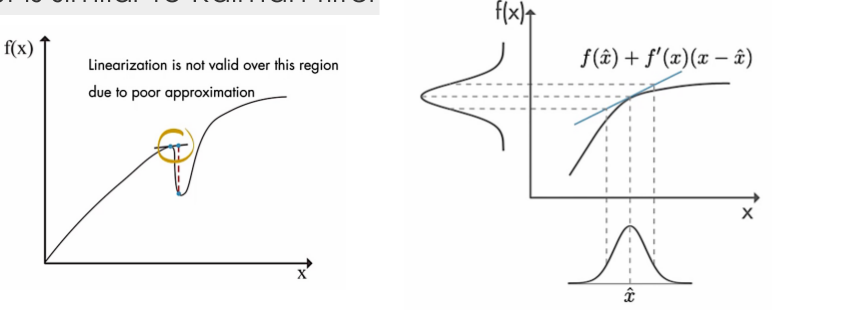 f(x)
Linearization is not valid over this region
due to poor approximation
x
f(x)
f(x̂) + f′(x)(x − x̂)
x
x̂